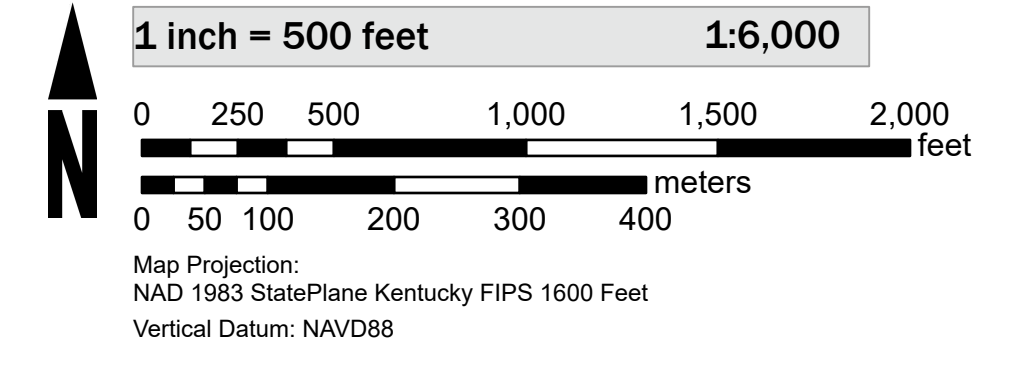 N
1 inch = 500 feet 1:6,000
0 250 500 1,000 1,500 2,000
feet
meters
0 50 100 200 300 400
Map Projection:
NAD 1983 StatePlane Kentucky FIPS 1600 Feet
Vertical Datum: NAVD88